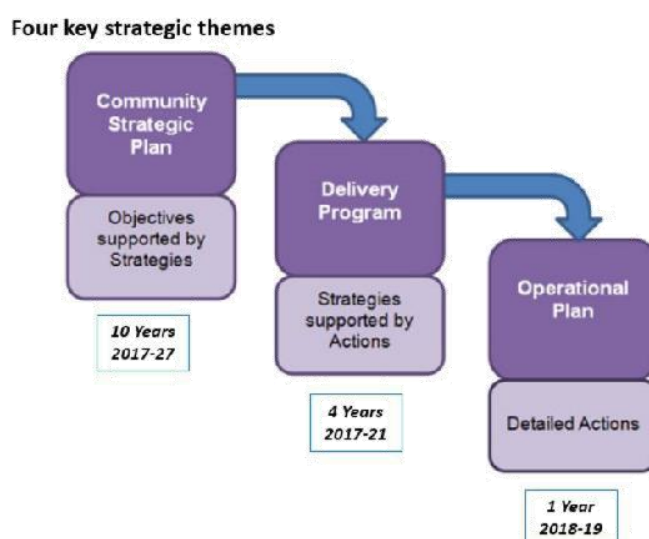 Four key strategic themes
Community
Strategic
Plan
Objectives
supported by
Strategies
10 Years
2017-27
Delivery
Program
Strategies
supported by
Actions
4 Years
2017-21
Operational
Plan
Detailed Actions
1 Year
2018-19